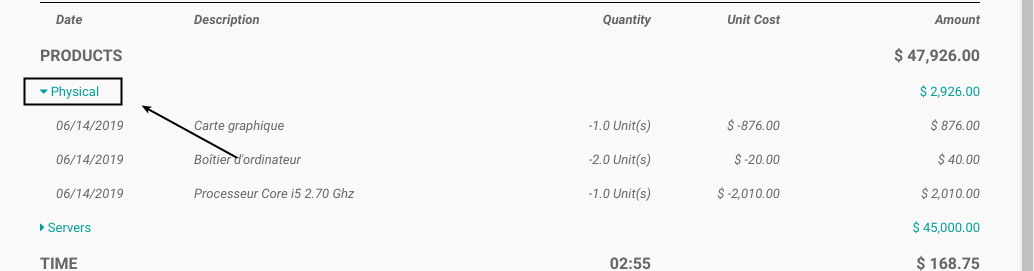 Date Description Quantity Unit Cost Amount
PRODUCTS $ 47,926.00
Physical $ 2,926.00
06/14/2019 Carte graphique -1.0 Unit(s) $ -876.00 $ 876.00
06/14/2019 Boîtier d'ordinateur -2.0 Unit(s) $ -20.00 $ 40.00
06/14/2019 Processeur Core i5 2.70 Ghz -1.0 Unit(s) $ -2,010.00 $ 2,010.00
Servers $ 45,000.00
TIME 02:55 $ 168.75